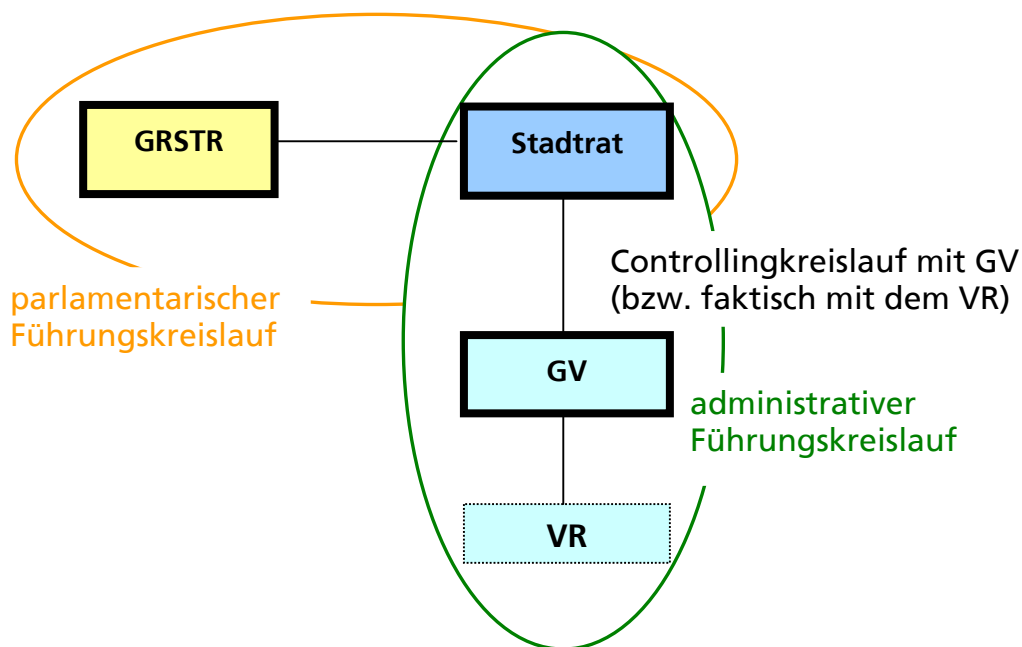 GRSTR
Stadtrat
Controllingkreislauf mit GV
(bzw. faktisch mit dem VR)
parlamentarischer
Führungskreislauf
GV
administrativer
Führungskreislauf
VR